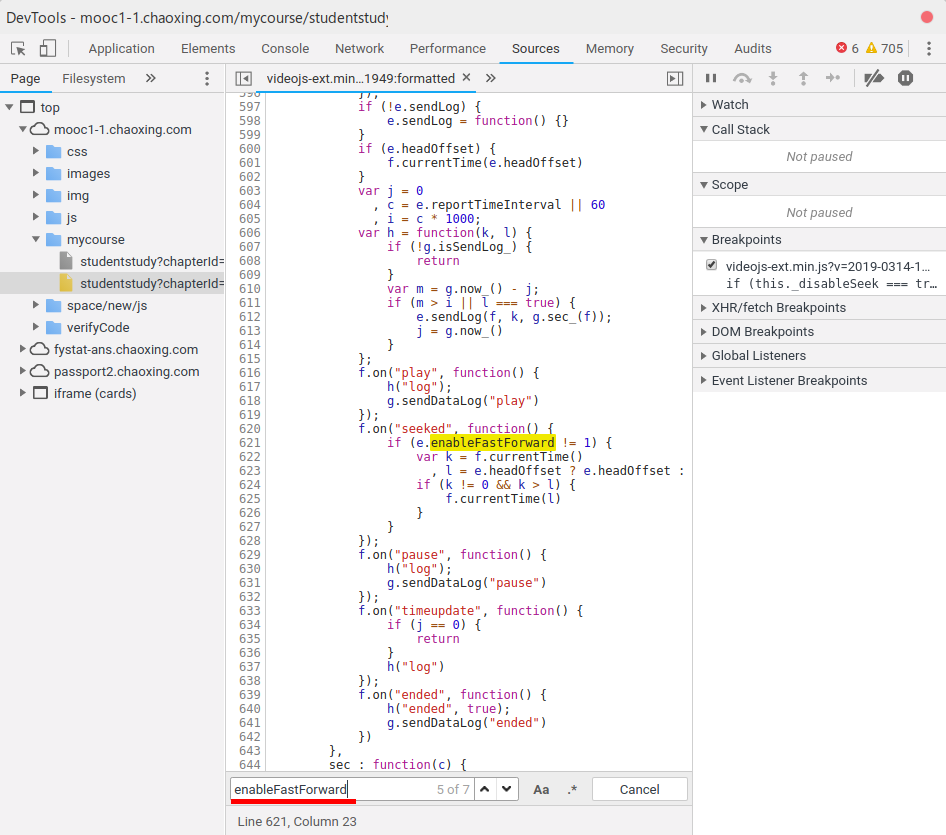 DevTools - mooc1-1.chaoxing.com/mycourse/studentstudy
Application Elements Console Network Performance Sources Memory Security Audits 6 705
Page Filesystem »
videojs-ext.min…1949:formatted × »
top
mooc1-1.chaoxing.com
css
images
img
js
mycourse
studentstudy?chapterId=
studentstudy?chapterId=
space/new/js
verifyCode
fystat-ans.chaoxing.com
passport2.chaoxing.com
iframe (cards)
596 });
597 if (!e.sendLog) {
598 e.sendLog = function() {}
599 }
600 if (e.headOffset) {
601 f.currentTime(e.headOffset)
602 }
603 var j = 0
604 , c = e.reportTimeInterval || 60
605 , i = c * 1000;
606 var h = function(k, l) {
607 if (!g.isSendLog_) {
608 return
609 }
610 var m = g.now_() - j;
611 if (m > i || l === true) {
612 e.sendLog(f, k, g.sec_(f));
613 j = g.now_()
614 }
615 };
616 f.on("play", function() {
617 h("log");
618 g.sendDataLog("play")
619 });
620 f.on("seeked", function() {
621 if (e.enableFastForward != 1) {
622 var k = f.currentTime()
623 , l = e.headOffset ? e.headOffset :
624 if (k != 0 && k > l) {
625 f.currentTime(l)
626 }
627 }
628 });
629 f.on("pause", function() {
630 h("log");
631 g.sendDataLog("pause")
632 });
633 f.on("timeupdate", function() {
634 if (j == 0) {
635 return
636 }
637 h("log")
638 });
639 f.on("ended", function() {
640 h("ended", true);
641 g.sendDataLog("ended")
642 })
643 },
644 sec : function(c) {
enableFastForward 5 of 7 Aa .* Cancel
Line 621, Column 23
Watch
Call Stack
Not paused
Scope
Not paused
Breakpoints
videojs-ext.min.js?v=2019-0314-1…
if (this._disableSeek === tr…
XHR/fetch Breakpoints
DOM Breakpoints
Global Listeners
Event Listener Breakpoints